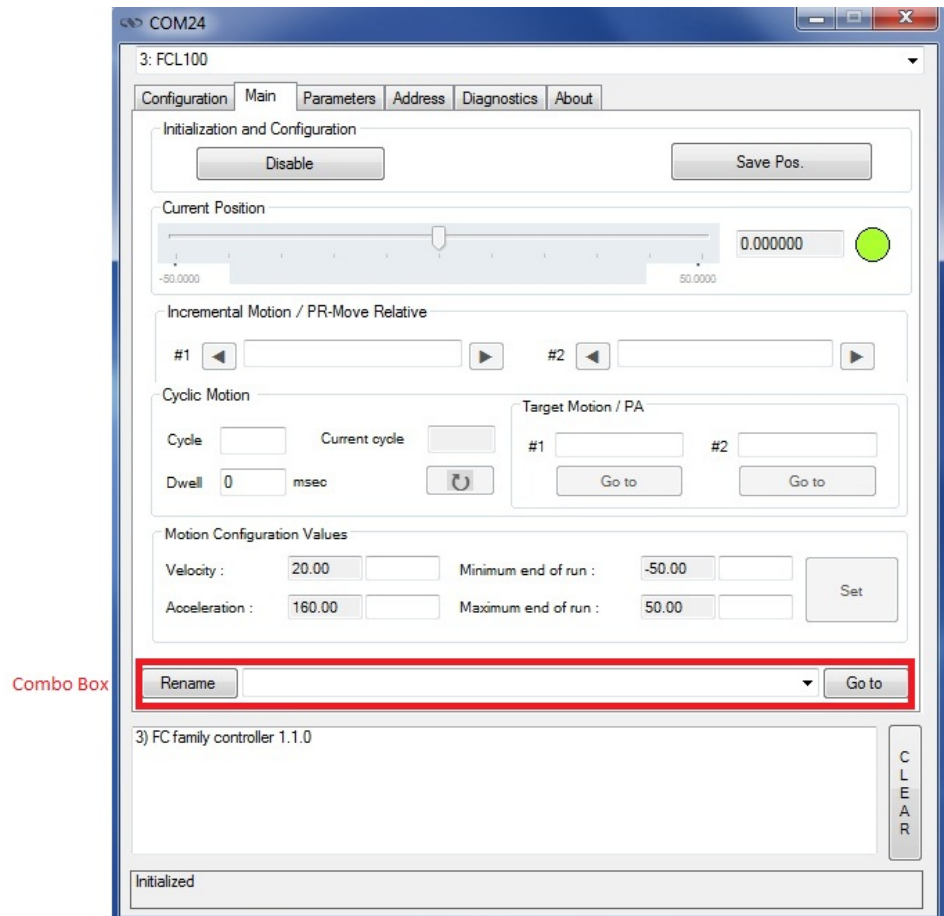 COM24
3: FCL100
Configuration Main Parameters Address Diagnostics About
Initialization and Configuration
Disable Save Pos.
Current Position
0.000000
-50.0000 50.0000
Incremental Motion / PR-Move Relative
#1 #2
Cyclic Motion
Target Motion / PA
Cycle Current cycle
#1 #2
Dwell 0 msec
Go to Go to
Motion Configuration Values
Velocity : 20.00 Minimum end of run : -50.00
Set
Acceleration : 160.00 Maximum end of run : 50.00
Combo Box Rename Go to
3) FC family controller 1.1.0
CLEAR
Initialized